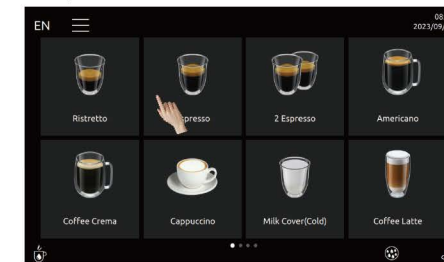 EN
08:
2023/09/
Ristretto
presso
2 Espresso
Americano
Coffee Crema
Cappuccino
Milk Cover(Cold)
Coffee Latte